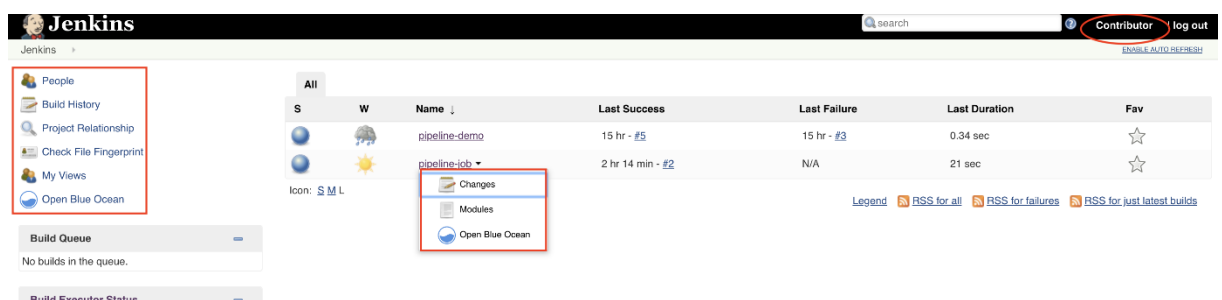 Jenkins
search
Contributor | log out
Jenkins
ENABLE AUTO REFRESH
People
Build History
Project Relationship
Check File Fingerprint
My Views
Open Blue Ocean
All
S W Name ↓ Last Success Last Failure Last Duration Fav
pipeline-demo 15 hr - #5 15 hr - #3 0.34 sec
pipeline-job 2 hr 14 min - #2 N/A 21 sec
Changes
Modules
Open Blue Ocean
Icon: S M L
Legend RSS for all RSS for failures RSS for just latest builds
Build Queue
No builds in the queue.
Build Executor Status